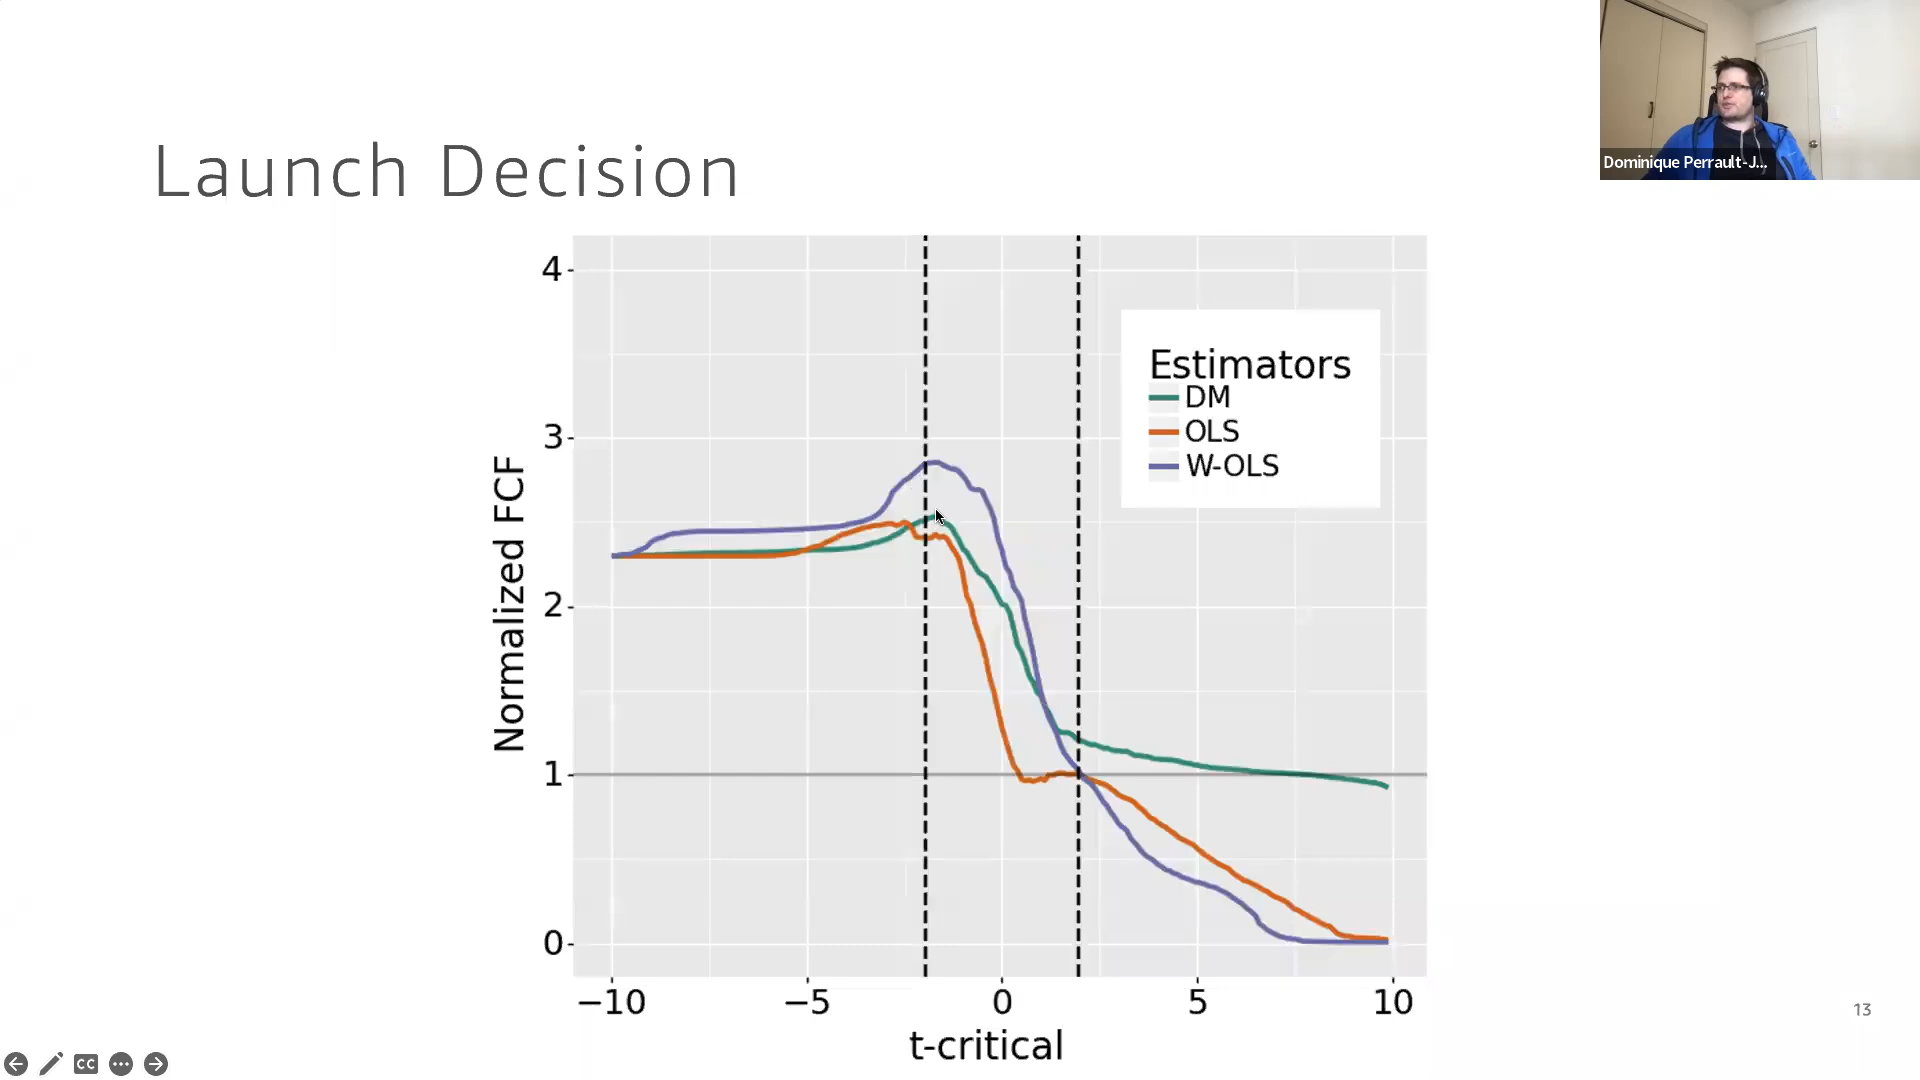 Dominique Perrault-J...
Launch Decision
4
3
2
1
0
Normalized FCF
Estimators
DM
OLS
W-OLS
−10
−5
0
5
10
t-critical
13
CC